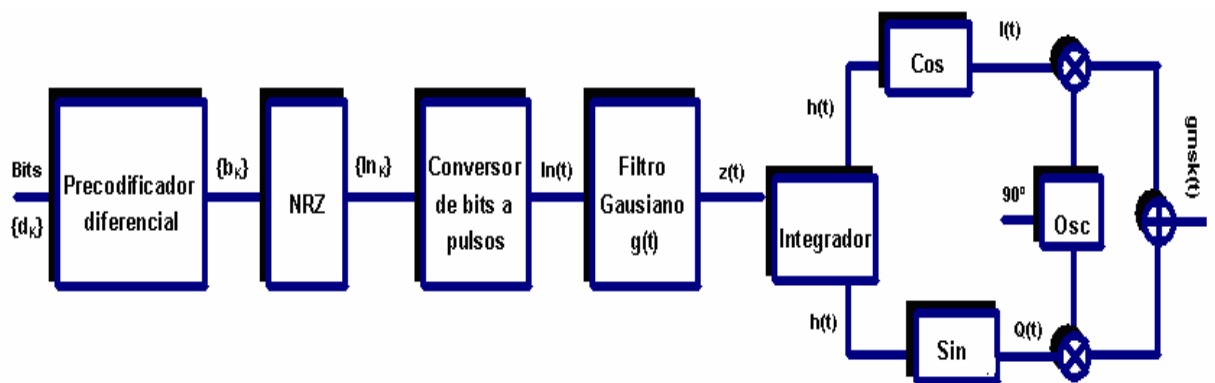 Bits
{dK}
Precodificador
diferencial
{bK}
NRZ
{InK}
Conversor
de bits a
pulsos
In(t)
Filtro
Gausiano
g(t)
z(t)
Integrador
h(t)
h(t)
Cos
I(t)
Sin
Q(t)
90º
Osc
gmsk(t)